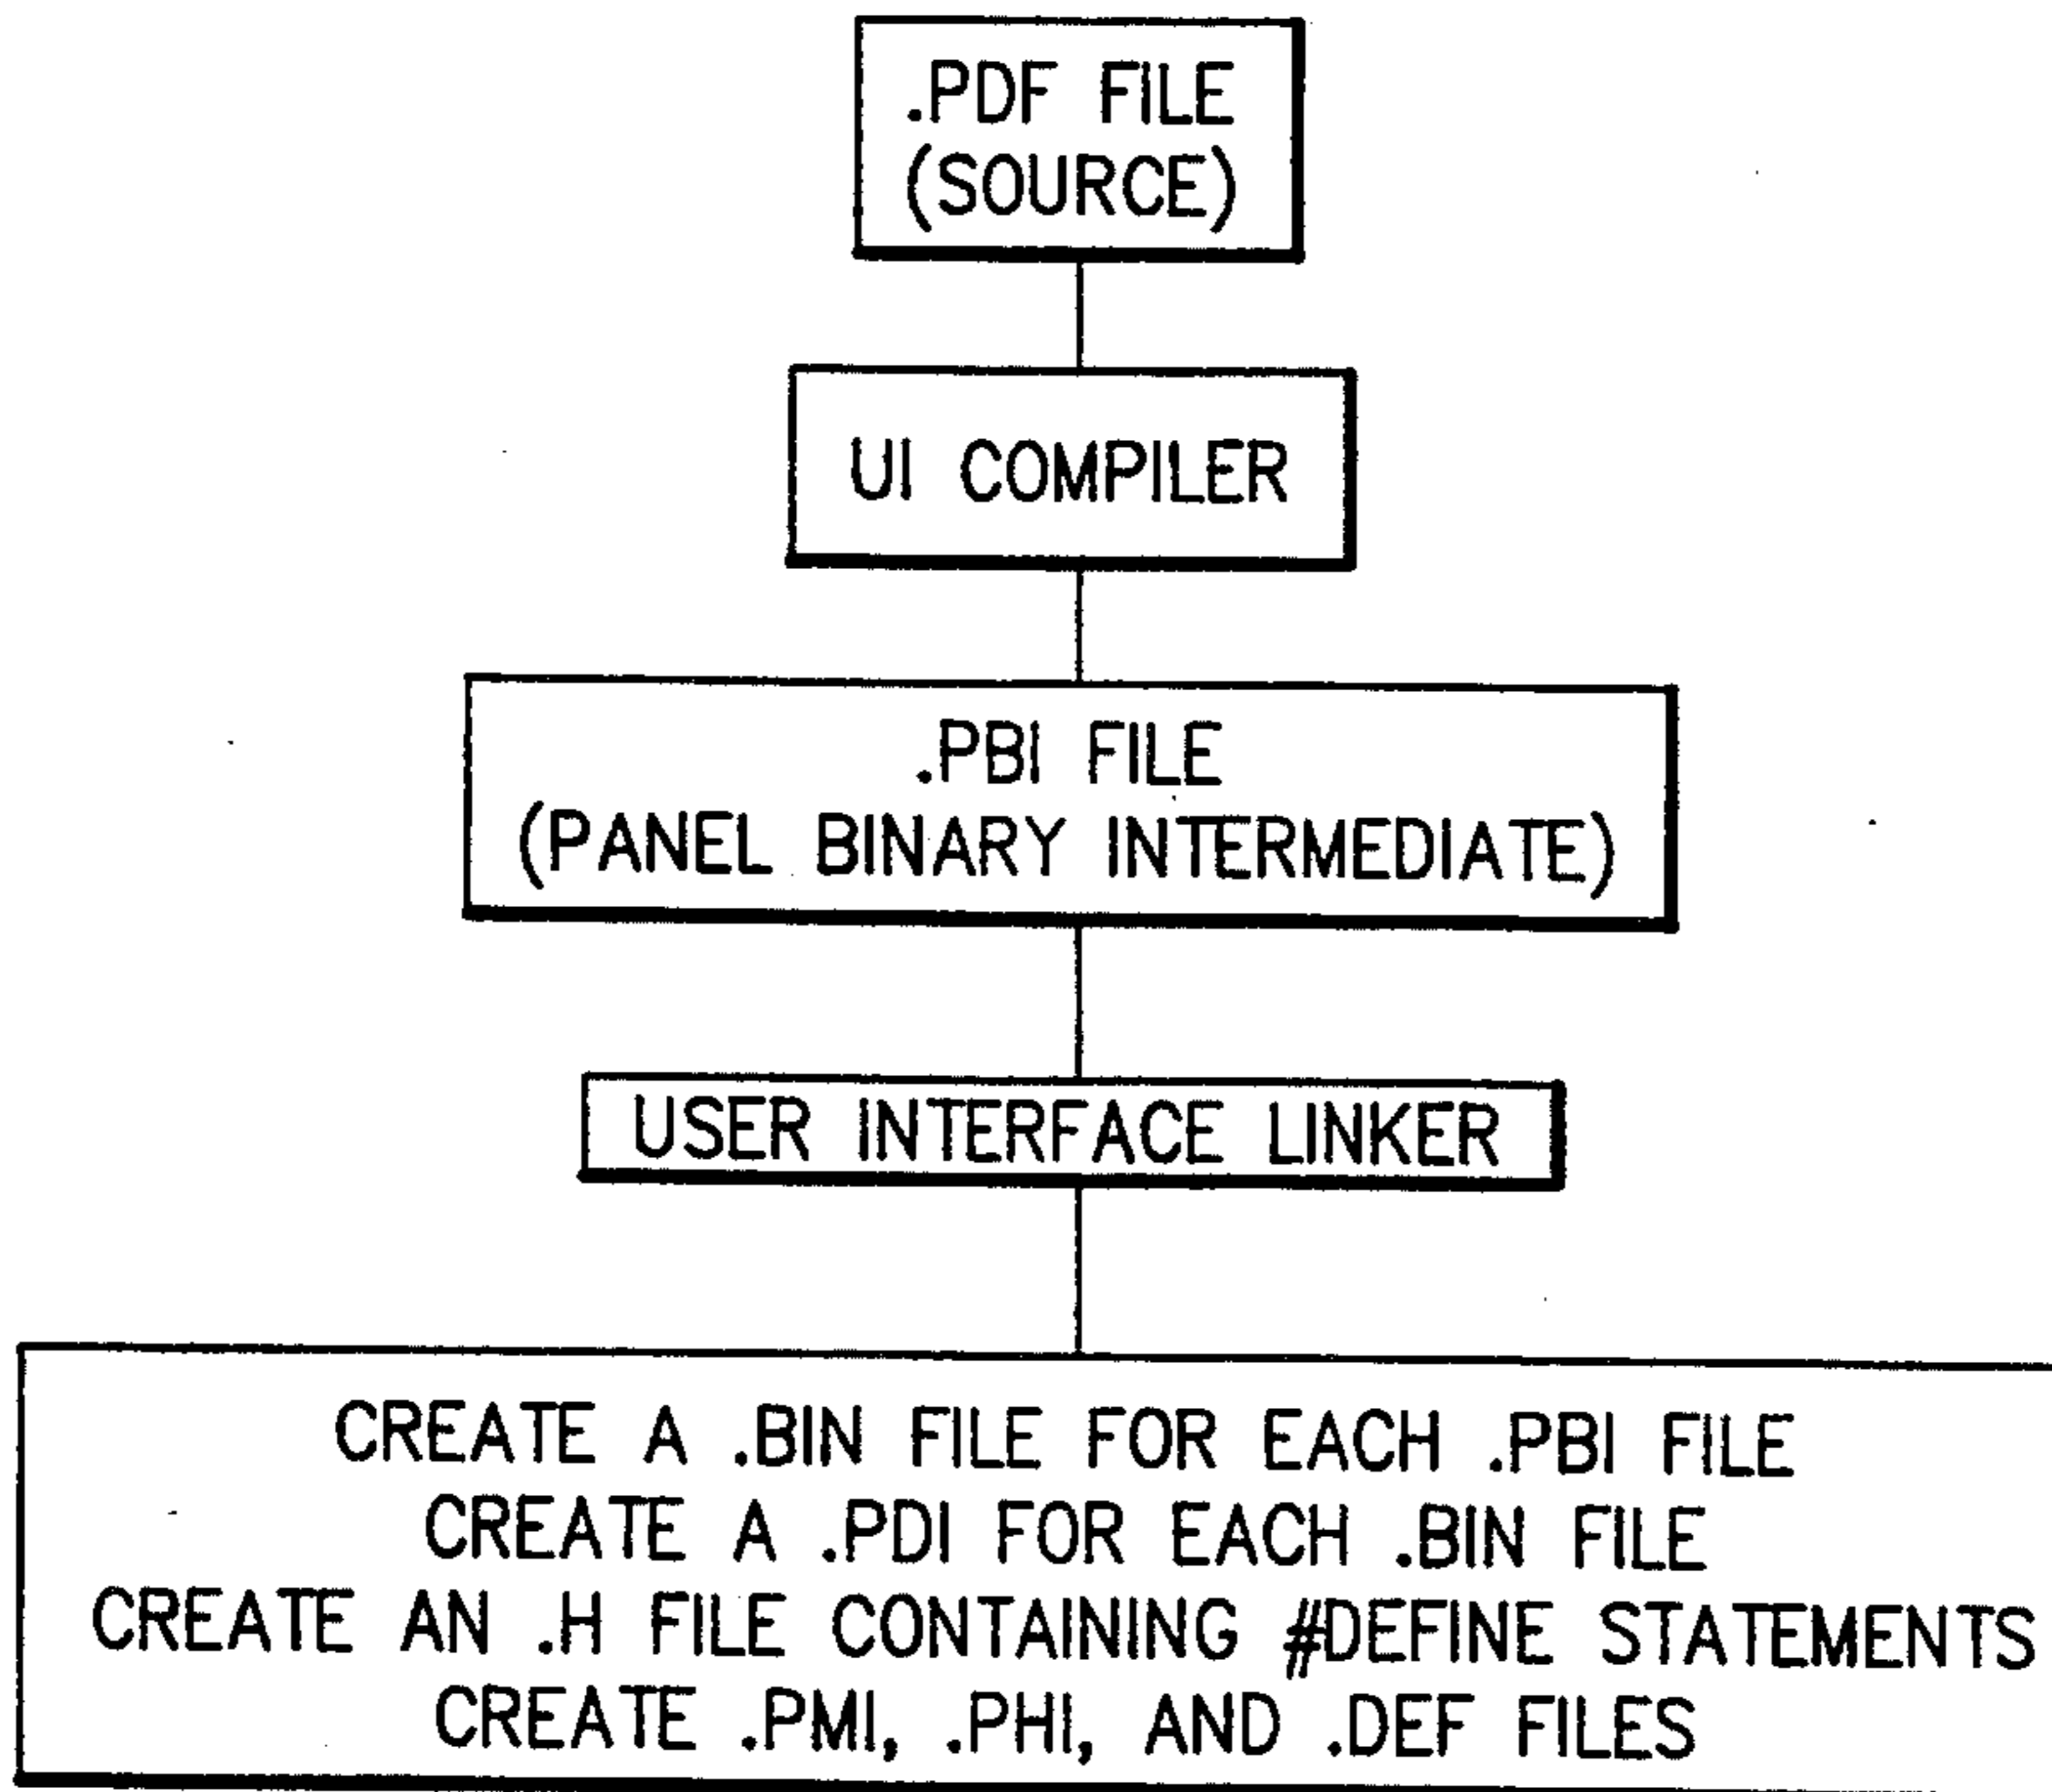 .PDF FILE
(SOURCE)
UI COMPILER
.PBI FILE
(PANEL BINARY INTERMEDIATE)
USER INTERFACE LINKER
CREATE A .BIN FILE FOR EACH .PBI FILE
CREATE A .PDI FOR EACH .BIN FILE
CREATE AN .H FILE CONTAINING #DEFINE STATEMENTS
CREATE .PMI, .PHI, AND .DEF FILES